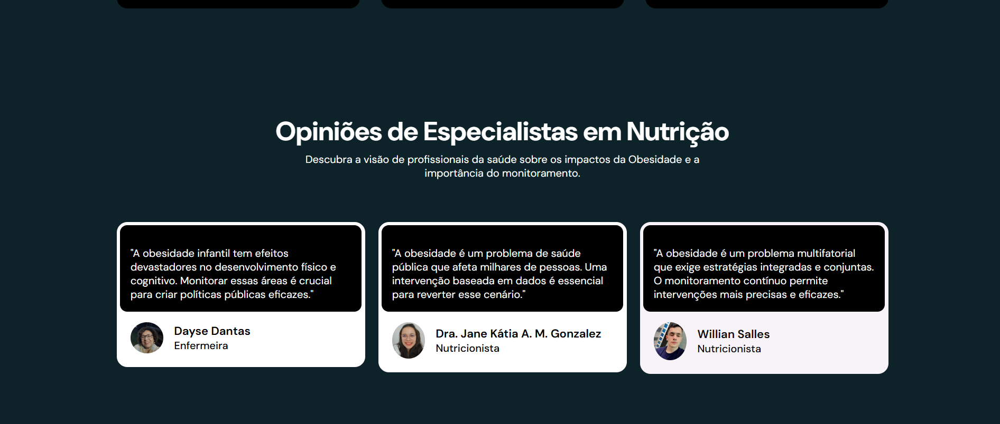 Opiniões de Especialistas em Nutrição
Descubra a visão de profissionais da saúde sobre os impactos da Obesidade e a
importância do monitoramento.
"A obesidade infantil tem efeitos
devastadores no desenvolvimento físico e
cognitivo. Monitorar essas áreas é crucial
para criar políticas públicas eficazes."
Dayse Dantas
Enfermeira
"A obesidade é um problema de saúde
pública que afeta milhares de pessoas. Uma
intervenção baseada em dados é essencial
para reverter esse cenário."
Dra. Jane Kátia A. M. Gonzalez
Nutricionista
"A obesidade é um problema multifatorial
que exige estratégias integradas e conjuntas.
O monitoramento contínuo permite
intervenções mais precisas e eficazes."
Willian Salles
Nutricionista